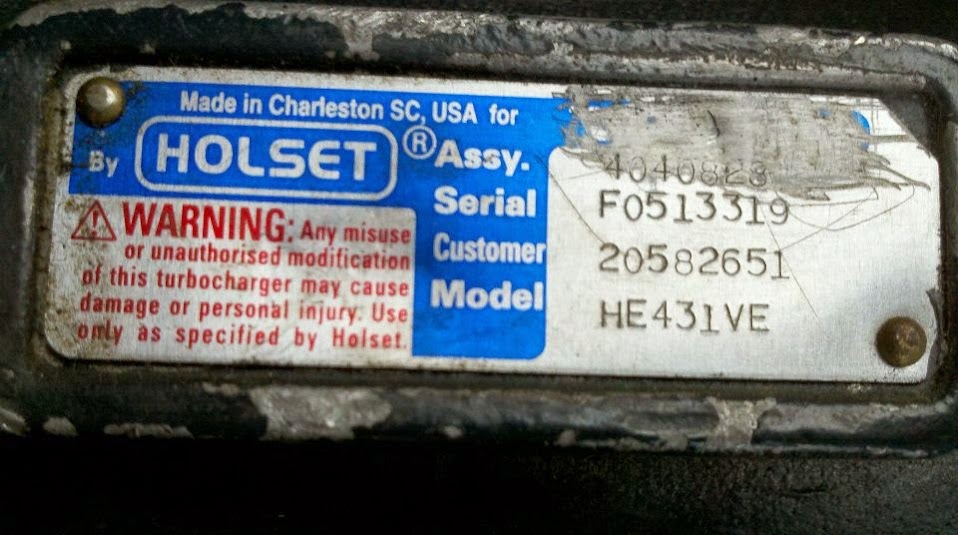 Made in Charleston SC, USA for
By HOLSET®
⚠ WARNING: Any misuse
or unauthorised modification
of this turbocharger may cause
damage or personal injury. Use
only as specified by Holset.
Assy.
Serial F0513319
Customer 20582651
Model HE431VE